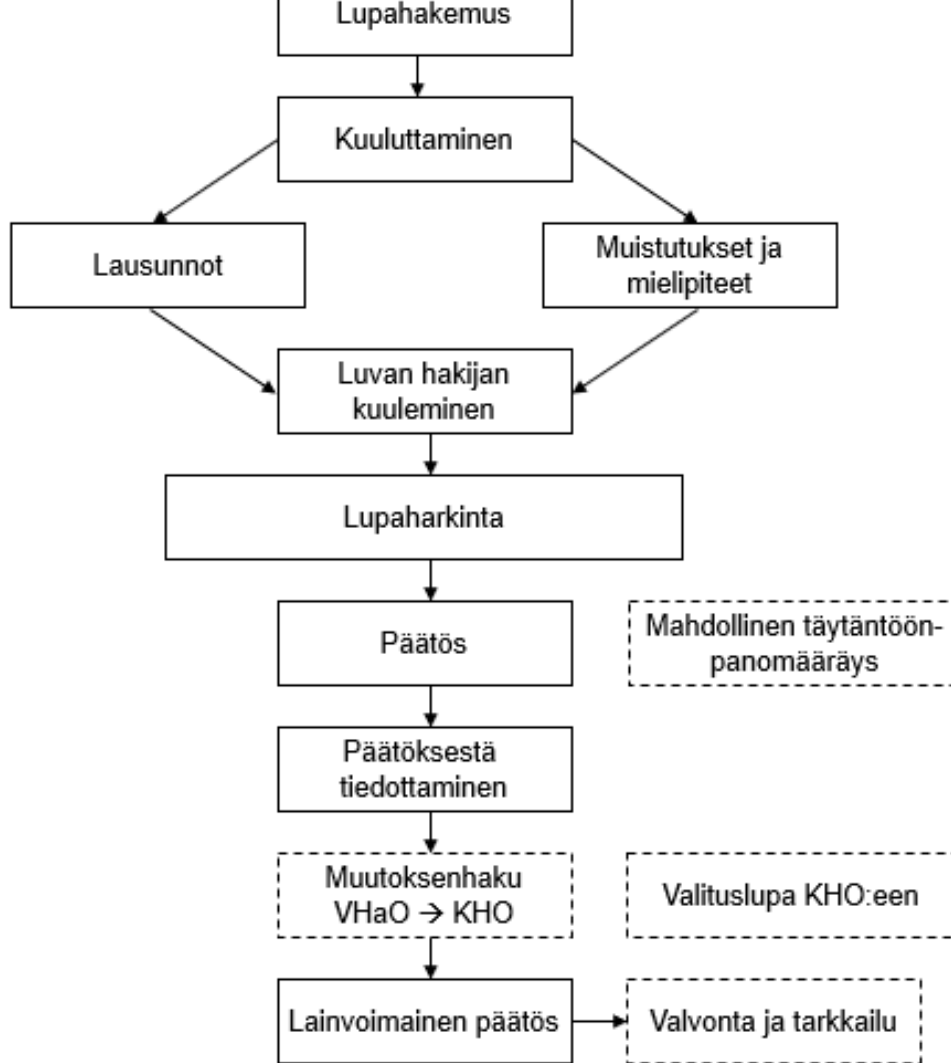 Lupahakemus
Kuuluttaminen
Lausunnot
Muistutukset ja
mielipiteet
Luvan hakijan
kuuleminen
Lupaharkinta
Päätös
Mahdollinen täytäntöön-
panomääräys
Päätöksestä
tiedottaminen
Muutoksenhaku
VHaO → KHO
Valituslupa KHO:een
Lainvoimainen päätös
Valvonta ja tarkkailu